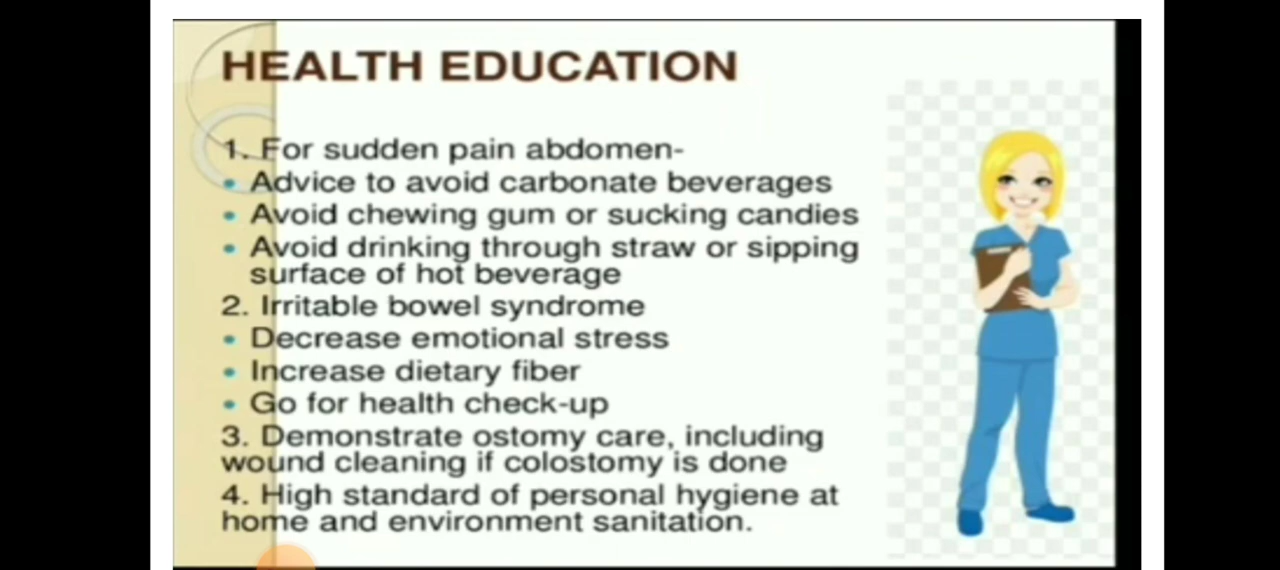 HEALTH EDUCATION
1. For sudden pain abdomen-
• Advice to avoid carbonate beverages
• Avoid chewing gum or sucking candies
• Avoid drinking through straw or sipping
surface of hot beverage
2. Irritable bowel syndrome
• Decrease emotional stress
• Increase dietary fiber
• Go for health check-up
3. Demonstrate ostomy care, including
wound cleaning if colostomy is done
4. High standard of personal hygiene at
home and environment sanitation.